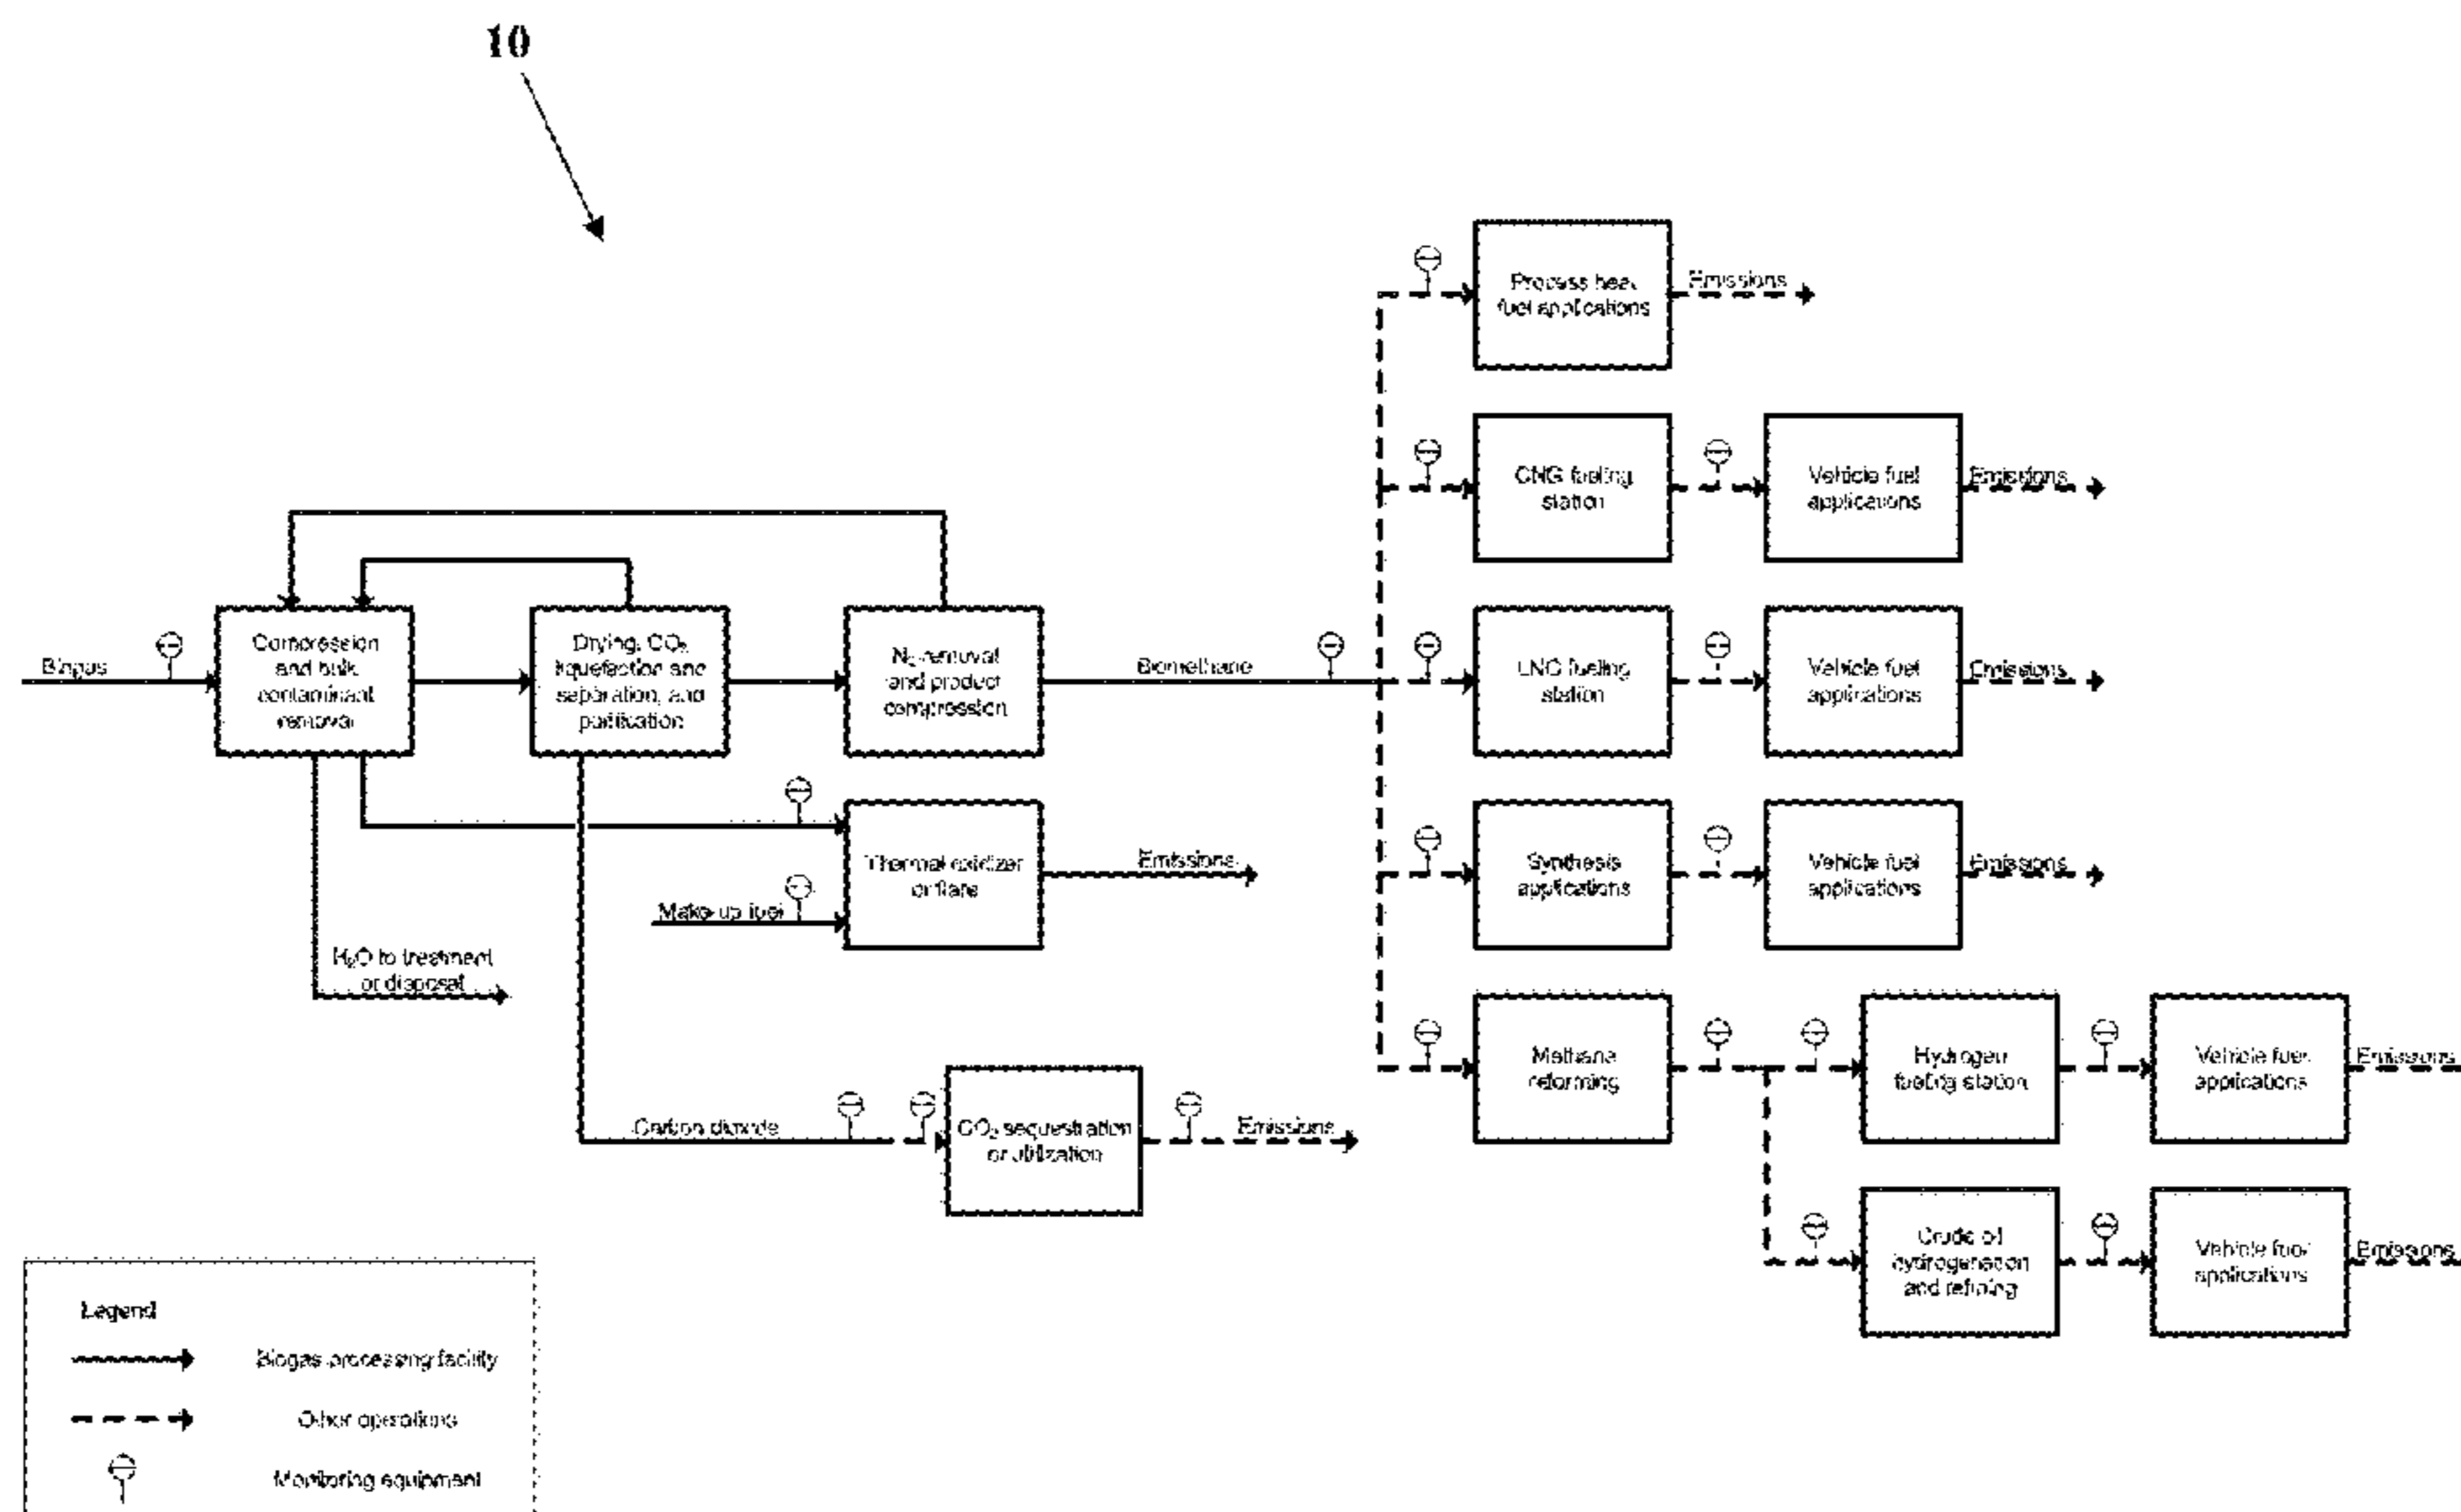 10
Process heat
fuel applications
Emissions
CNG fueling
station
Vehicle fuel
applications
Emissions
Biogas
Compression
and bulk
contaminant
removal
Drying, CO₂
liquefaction and
separation, and
purification
N₂ removal
and product
compression
Biomethane
LNG fueling
station
Vehicle fuel
applications
Emissions
Thermal oxidizer
or flare
Emissions
Make-up fuel
Synthesis
applications
Vehicle fuel
applications
Emissions
H₂O to treatment
or disposal
Methane
reforming
Hydrogen
fueling station
Vehicle fuel
applications
Emissions
Carbon dioxide
CO₂ sequestration
or utilization
Emissions
Crude oil
hydrogenation
and refining
Vehicle fuel
applications
Emissions
Legend
Biogas processing facility
Other operations
Monitoring equipment